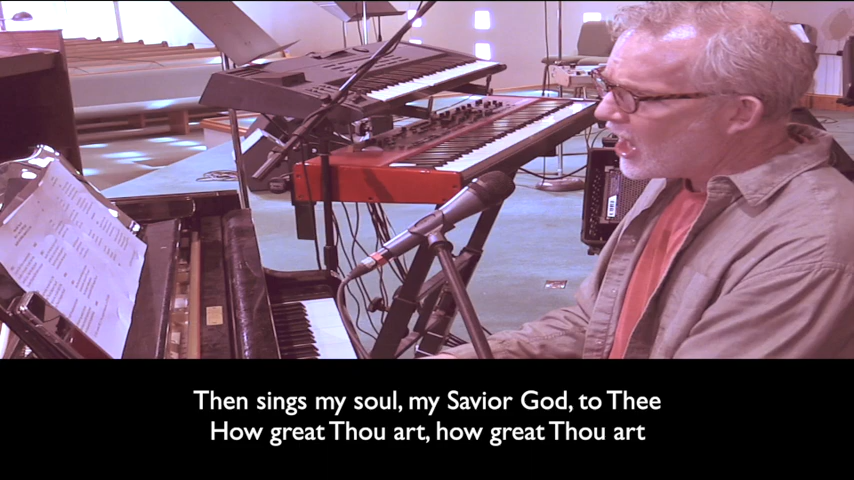 Then sings my soul, my Savior God, to Thee
How great Thou art, how great Thou art